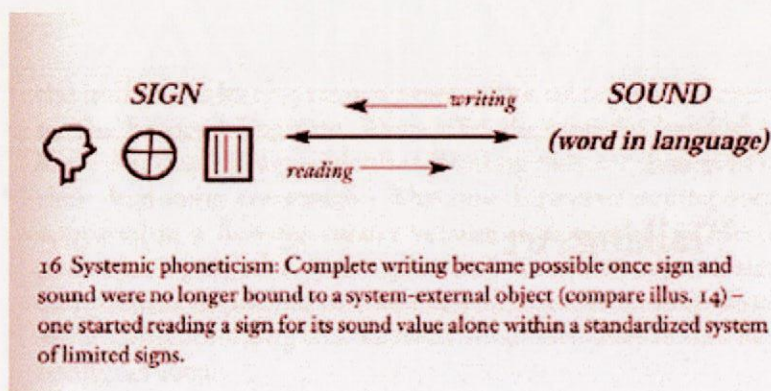 SIGN
writing
SOUND
(word in language)
reading
16 Systemic phoneticism: Complete writing became possible once sign and
sound were no longer bound to a system-external object (compare illus. 14) –
one started reading a sign for its sound value alone within a standardized system
of limited signs.